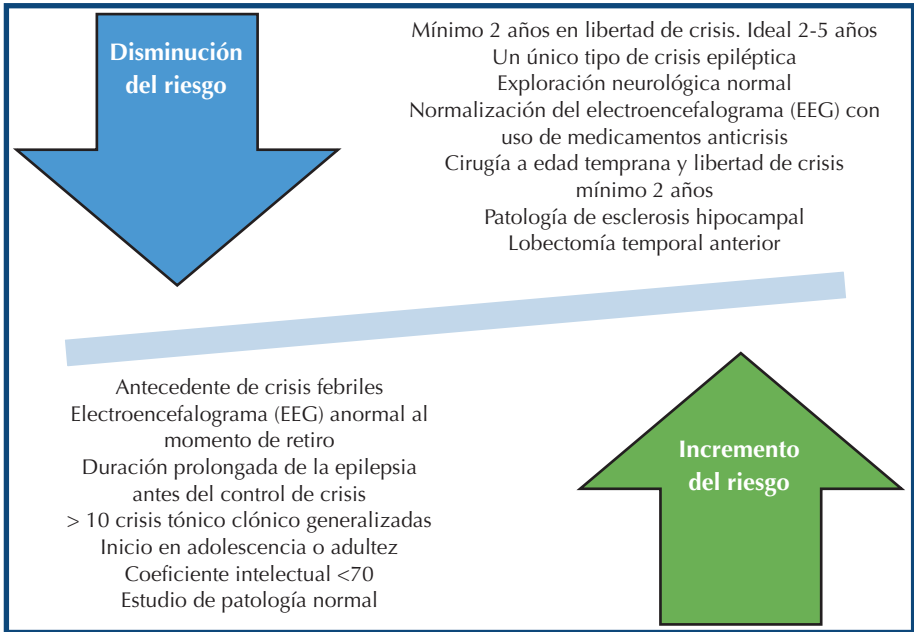 Disminución
del riesgo
Mínimo 2 años en libertad de crisis. Ideal 2-5 años
Un único tipo de crisis epiléptica
Exploración neurológica normal
Normalización del electroencefalograma (EEG) con
uso de medicamentos anticrisis
Cirugía a edad temprana y libertad de crisis
mínimo 2 años
Patología de esclerosis hipocampal
Lobectomía temporal anterior
Antecedente de crisis febriles
Electroencefalograma (EEG) anormal al
momento de retiro
Duración prolongada de la epilepsia
antes del control de crisis
> 10 crisis tónico clónico generalizadas
Inicio en adolescencia o adultez
Coeficiente intelectual <70
Estudio de patología normal
Incremento
del riesgo